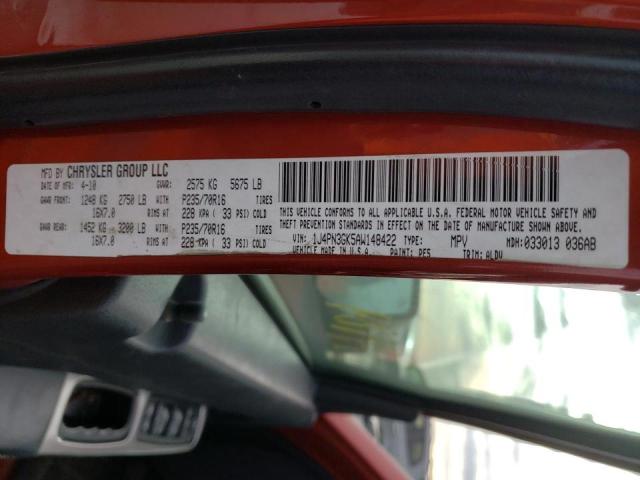 MFD BY CHRYSLER GROUP LLC
DATE OF MFR: 4-10 GVWR: 2575 KG 5675 LB
GAWR FRONT: 1248 KG 2750 LB WITH P235/70R16 TIRES
16X7.0 RIMS AT 228 KPA ( 33 PSI) COLD
GAWR REAR: 1452 KG 3200 LB WITH P235/70R16 TIRES
16X7.0 RIMS AT 228 KPA ( 33 PSI) COLD
THIS VEHICLE CONFORMS TO ALL APPLICABLE U.S.A. FEDERAL MOTOR VEHICLE SAFETY AND
THEFT PREVENTION STANDARDS IN EFFECT ON THE DATE OF MANUFACTURE SHOWN ABOVE.
VIN: 1J4PN3GK5AW148422 TYPE: MPV MDH: 033013 036AB
VEHICLE MADE IN U.S.A. PAINT: PE5 TRIM: ALDV